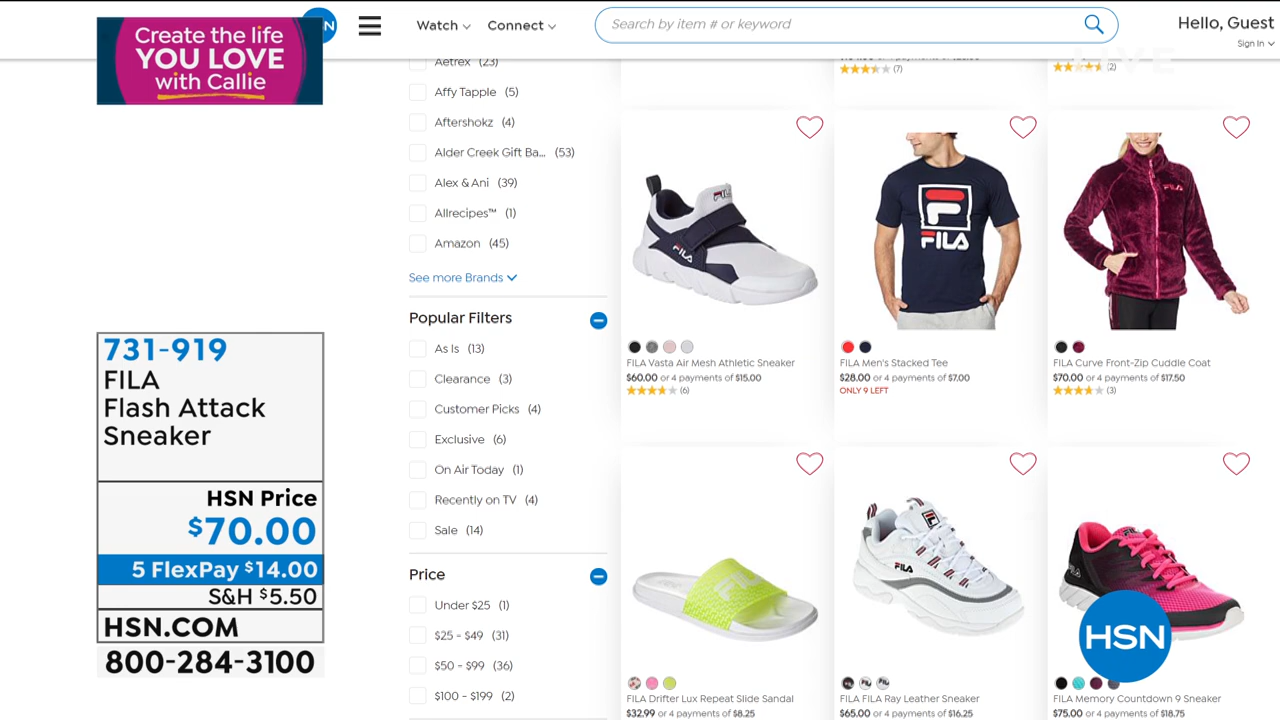 Create the life
YOU LOVE
with Callie
N
Watch
Connect
Search by item # or keyword
Hello, Guest
Sign In
LIVE
Aetrex (23)
Affy Tapple (5)
Aftershokz (4)
Alder Creek Gift Ba... (53)
Alex & Ani (39)
Allrecipes™ (1)
Amazon (45)
See more Brands
Popular Filters
As Is (13)
Clearance (3)
Customer Picks (4)
Exclusive (6)
On Air Today (1)
Recently on TV (4)
Sale (14)
Price
Under $25 (1)
$25 - $49 (31)
$50 - $99 (36)
$100 - $199 (2)
(7)
(2)
FILA
FILA
FILA Vasta Air Mesh Athletic Sneaker
$60.00 or 4 payments of $15.00
(6)
FILA
FILA Men's Stacked Tee
$28.00 or 4 payments of $7.00
ONLY 9 LEFT
FILA
FILA Curve Front-Zip Cuddle Coat
$70.00 or 4 payments of $17.50
(3)
FILA
FILA Drifter Lux Repeat Slide Sandal
$32.99 or 4 payments of $8.25
FILA
FILA FILA Ray Leather Sneaker
$65.00 or 4 payments of $16.25
FILA Memory Countdown 9 Sneaker
$75.00 or 4 payments of $18.75
HSN
731-919
FILA
Flash Attack
Sneaker
HSN Price
$70.00
5 FlexPay $14.00
S&H $5.50
HSN.COM
800-284-3100